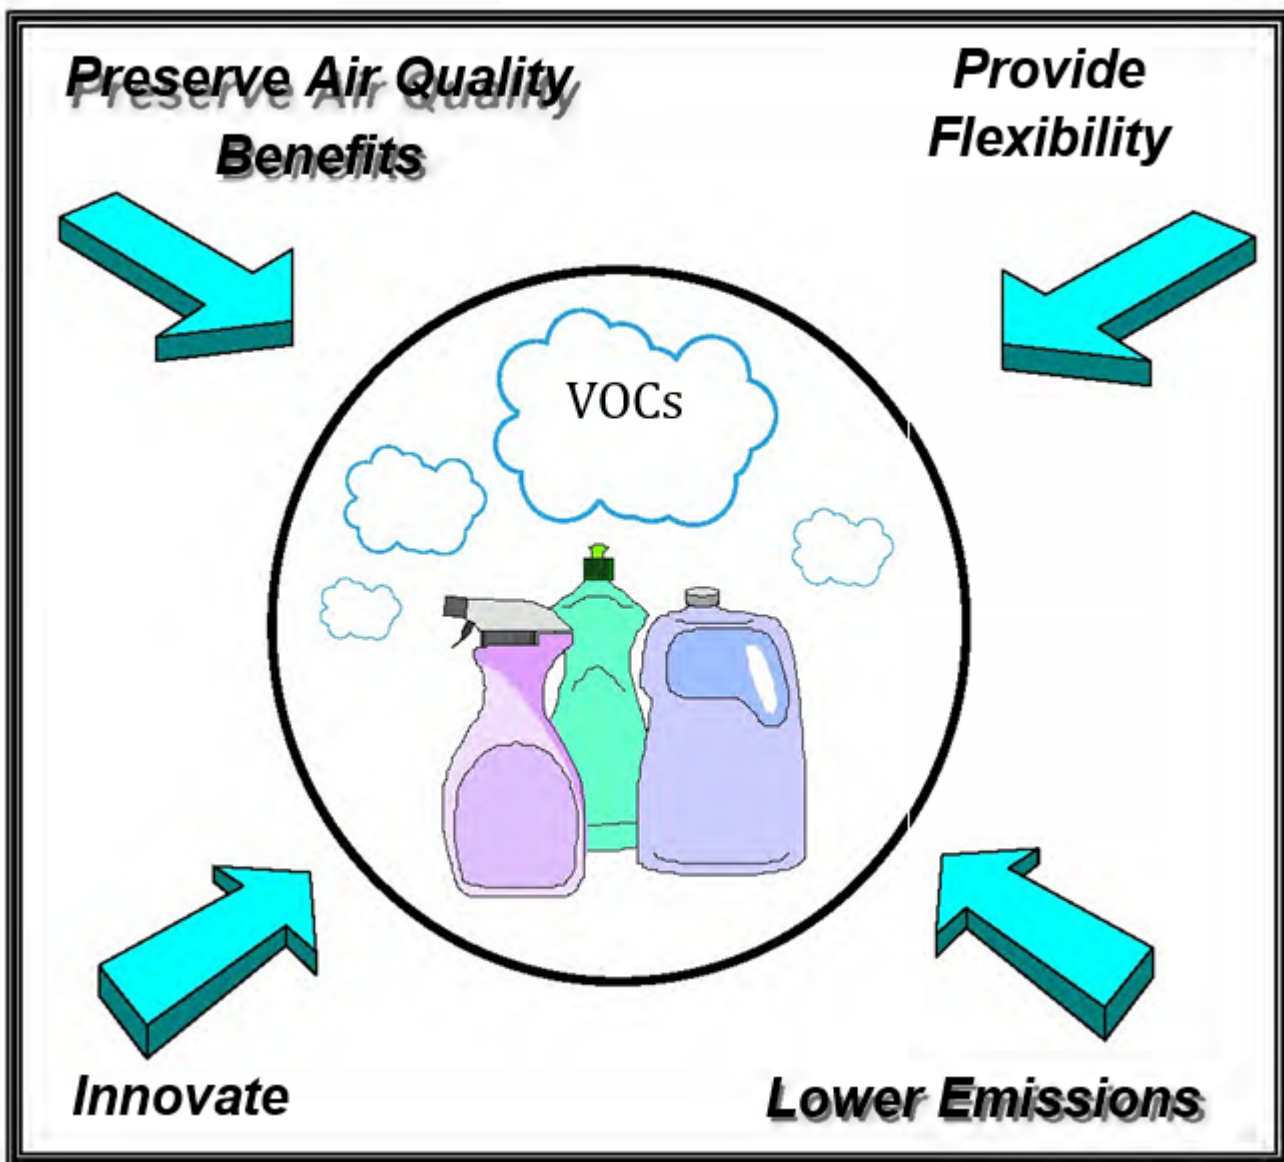 Preserve Air Quality
Benefits
Provide
Flexibility
VOCs
Innovate
Lower Emissions